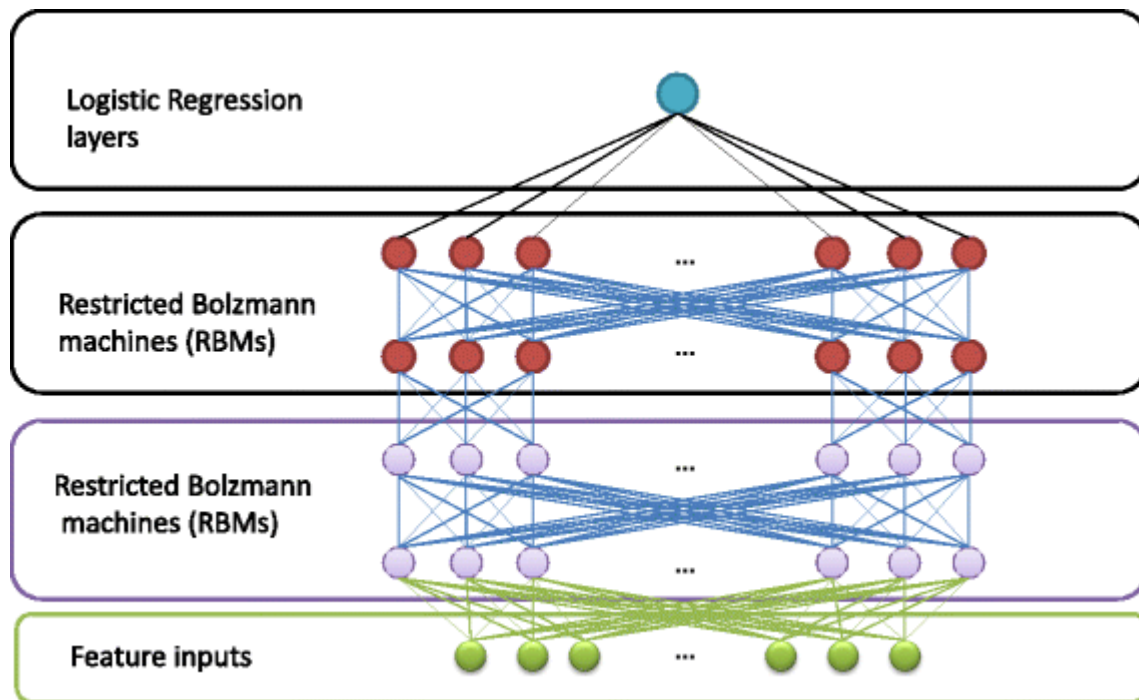 Logistic Regression
layers
...
Restricted Bolzmann
machines (RBMs)
...
...
Restricted Bolzmann
machines (RBMs)
...
Feature inputs
...